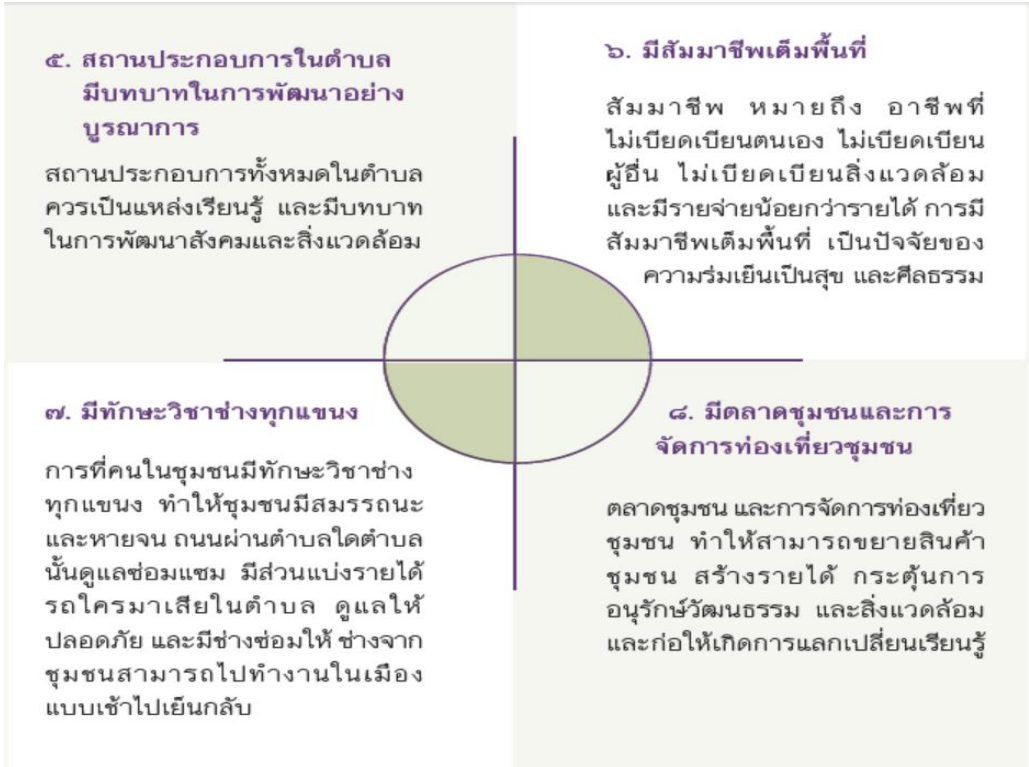 ๕. สถานประกอบการในตำบล
มีบทบาทในการพัฒนาอย่าง
บูรณาการ
สถานประกอบการทั้งหมดในตำบล
ควรเป็นแหล่งเรียนรู้ และมีบทบาท
ในการพัฒนาสังคมและสิ่งแวดล้อม
๖. มีสัมมาชีพเต็มพื้นที่
สัมมาชีพ หมายถึง อาชีพที่
ไม่เบียดเบียนตนเอง ไม่เบียดเบียน
ผู้อื่น ไม่เบียดเบียนสิ่งแวดล้อม
และมีรายจ่ายน้อยกว่ารายได้ การมี
สัมมาชีพเต็มพื้นที่ เป็นปัจจัยของ
ความร่มเย็นเป็นสุข และศีลธรรม
๗. มีทักษะวิชาช่างทุกแขนง
การที่คนในชุมชนมีทักษะวิชาช่าง
ทุกแขนง ทำให้ชุมชนมีสมรรถนะ
และหายจน ถนนผ่านตำบลใดตำบล
นั้นดูแลซ่อมแซม มีส่วนแบ่งรายได้
รถใครมาเสียในตำบล ดูแลให้
ปลอดภัย และมีช่างซ่อมให้ ช่างจาก
ชุมชนสามารถไปทำงานในเมือง
แบบเช้าไปเย็นกลับ
๘. มีตลาดชุมชนและการ
จัดการท่องเที่ยวชุมชน
ตลาดชุมชน และการจัดการท่องเที่ยว
ชุมชน ทำให้สามารถขยายสินค้า
ชุมชน สร้างรายได้ กระตุ้นการ
อนุรักษ์วัฒนธรรม และสิ่งแวดล้อม
และก่อให้เกิดการแลกเปลี่ยนเรียนรู้